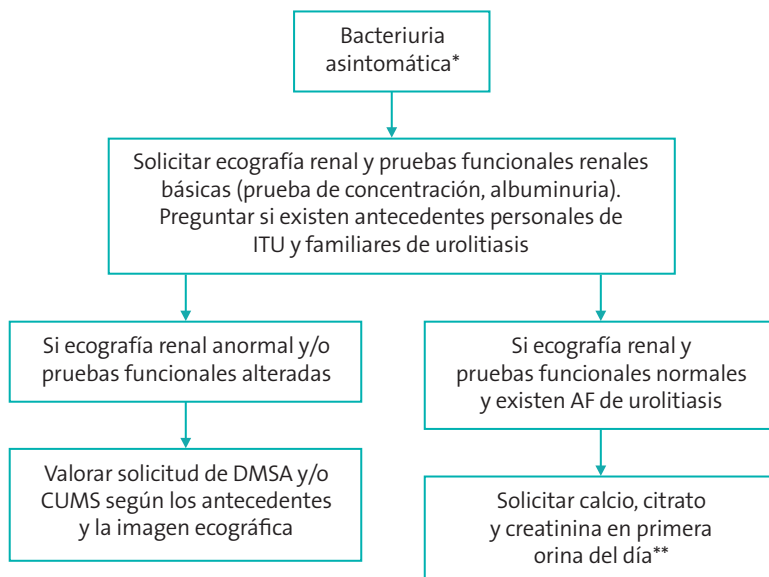 Bacteriuria
asintomática*
Solicitar ecografía renal y pruebas funcionales renales
básicas (prueba de concentración, albuminuria).
Preguntar si existen antecedentes personales de
ITU y familiares de urolitiasis
Si ecografía renal anormal y/o
pruebas funcionales alteradas
Si ecografía renal y
pruebas funcionales normales
y existen AF de urolitiasis
Valorar solicitud de DMSA y/o
CUMS según los antecedentes
y la imagen ecográfica
Solicitar calcio, citrato
y creatinina en primera
orina del día**